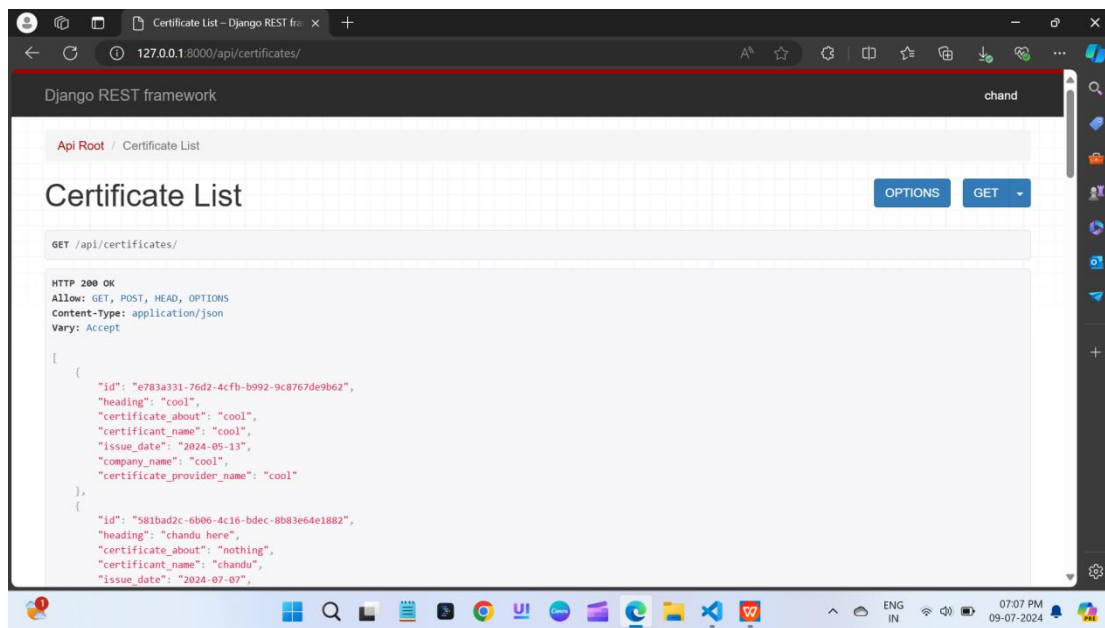 Certificate List – Django REST fra
127.0.0.1:8000/api/certificates/
Django REST framework
chand
Api Root / Certificate List
Certificate List
OPTIONS
GET
GET /api/certificates/
HTTP 200 OK
Allow: GET, POST, HEAD, OPTIONS
Content-Type: application/json
Vary: Accept
[
{
"id": "e783a331-76d2-4cfb-b992-9c8767de9b62",
"heading": "cool",
"certificate_about": "cool",
"certificant_name": "cool",
"issue_date": "2024-05-13",
"company_name": "cool",
"certificate_provider_name": "cool"
},
{
"id": "581bad2c-6b06-4c16-bdec-8b83e64e1882",
"heading": "chandu here",
"certificate_about": "nothing",
"certificant_name": "chandu",
"issue_date": "2024-07-07",
1
UI
Canva
W
ENG
IN
07:07 PM
09-07-2024
PRE